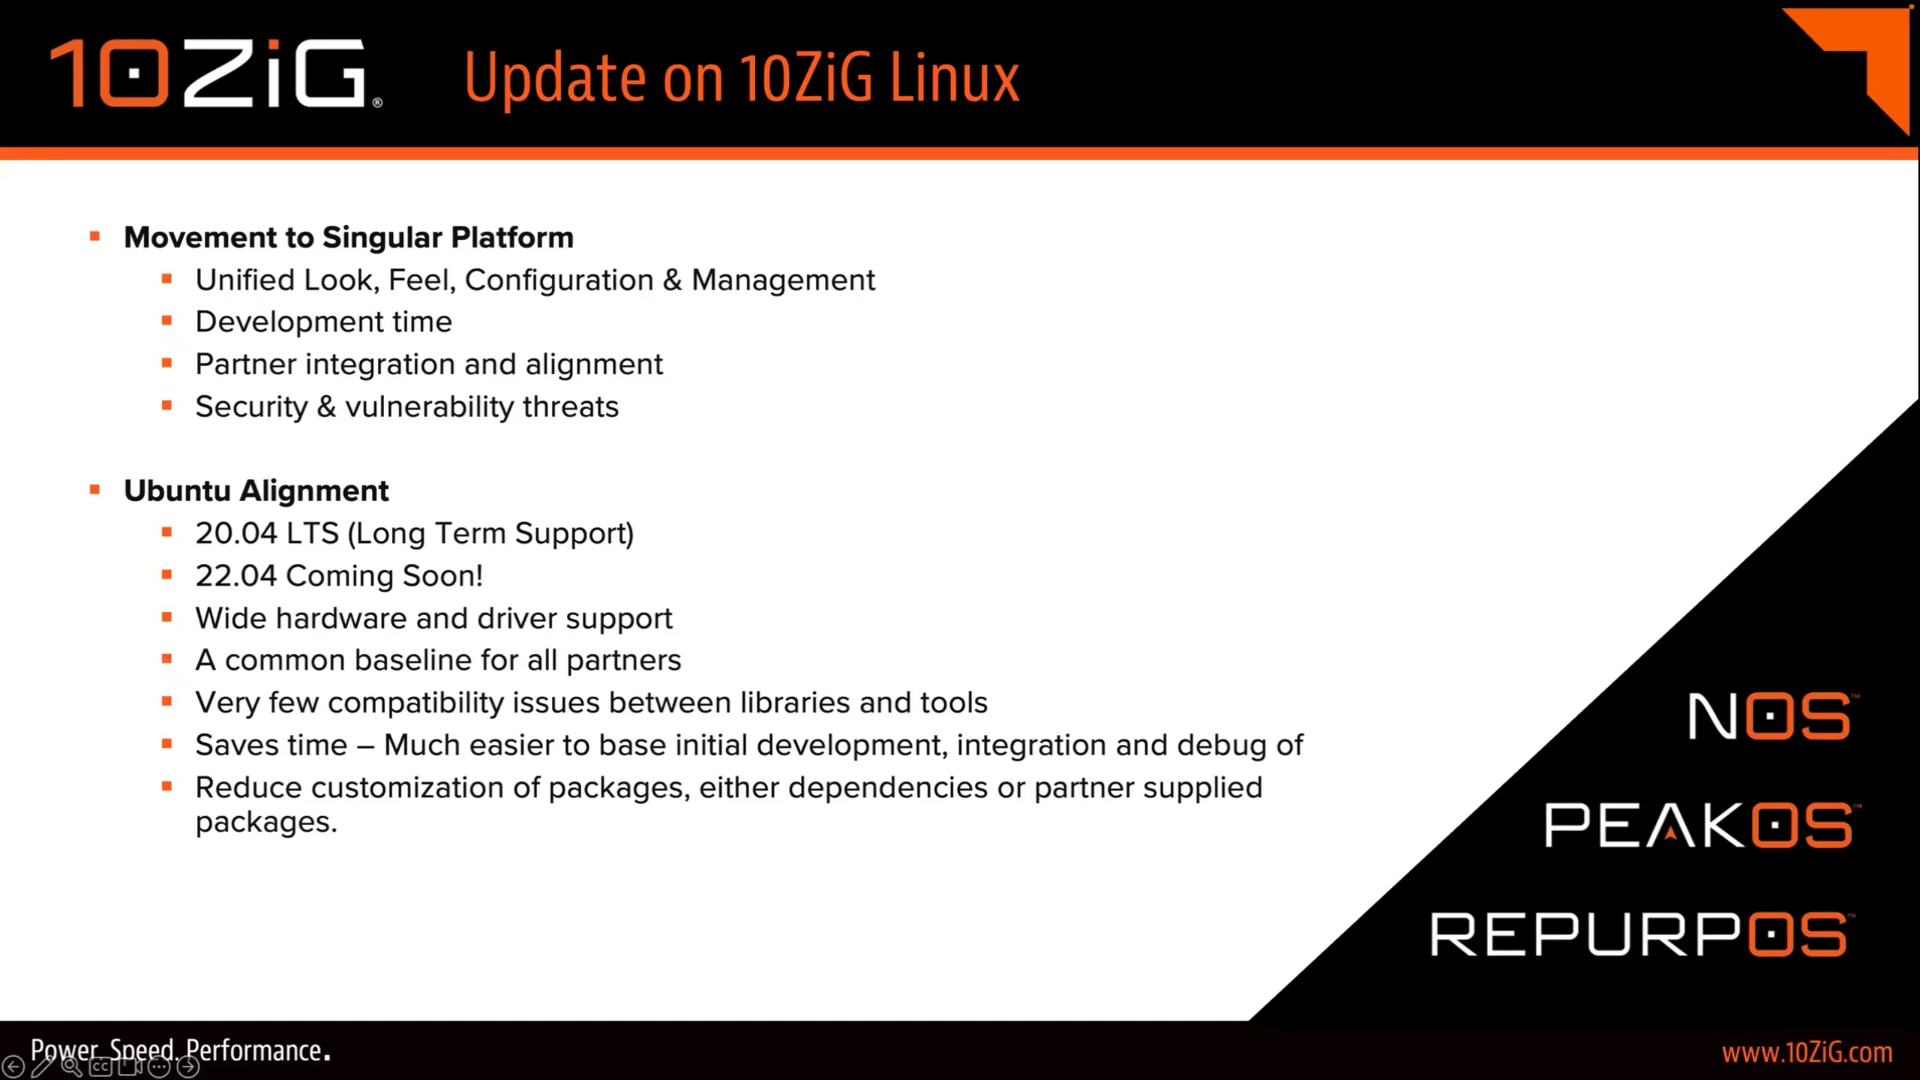 10ZiG® Update on 10ZiG Linux
▪ Movement to Singular Platform
▪ Unified Look, Feel, Configuration & Management
▪ Development time
▪ Partner integration and alignment
▪ Security & vulnerability threats
▪ Ubuntu Alignment
▪ 20.04 LTS (Long Term Support)
▪ 22.04 Coming Soon!
▪ Wide hardware and driver support
▪ A common baseline for all partners
▪ Very few compatibility issues between libraries and tools
▪ Saves time – Much easier to base initial development, integration and debug of
▪ Reduce customization of packages, either dependencies or partner supplied
packages.
NOS™
PEAKOS™
REPURPOS™
Power. Speed. Performance.
CC
www.10ZiG.com